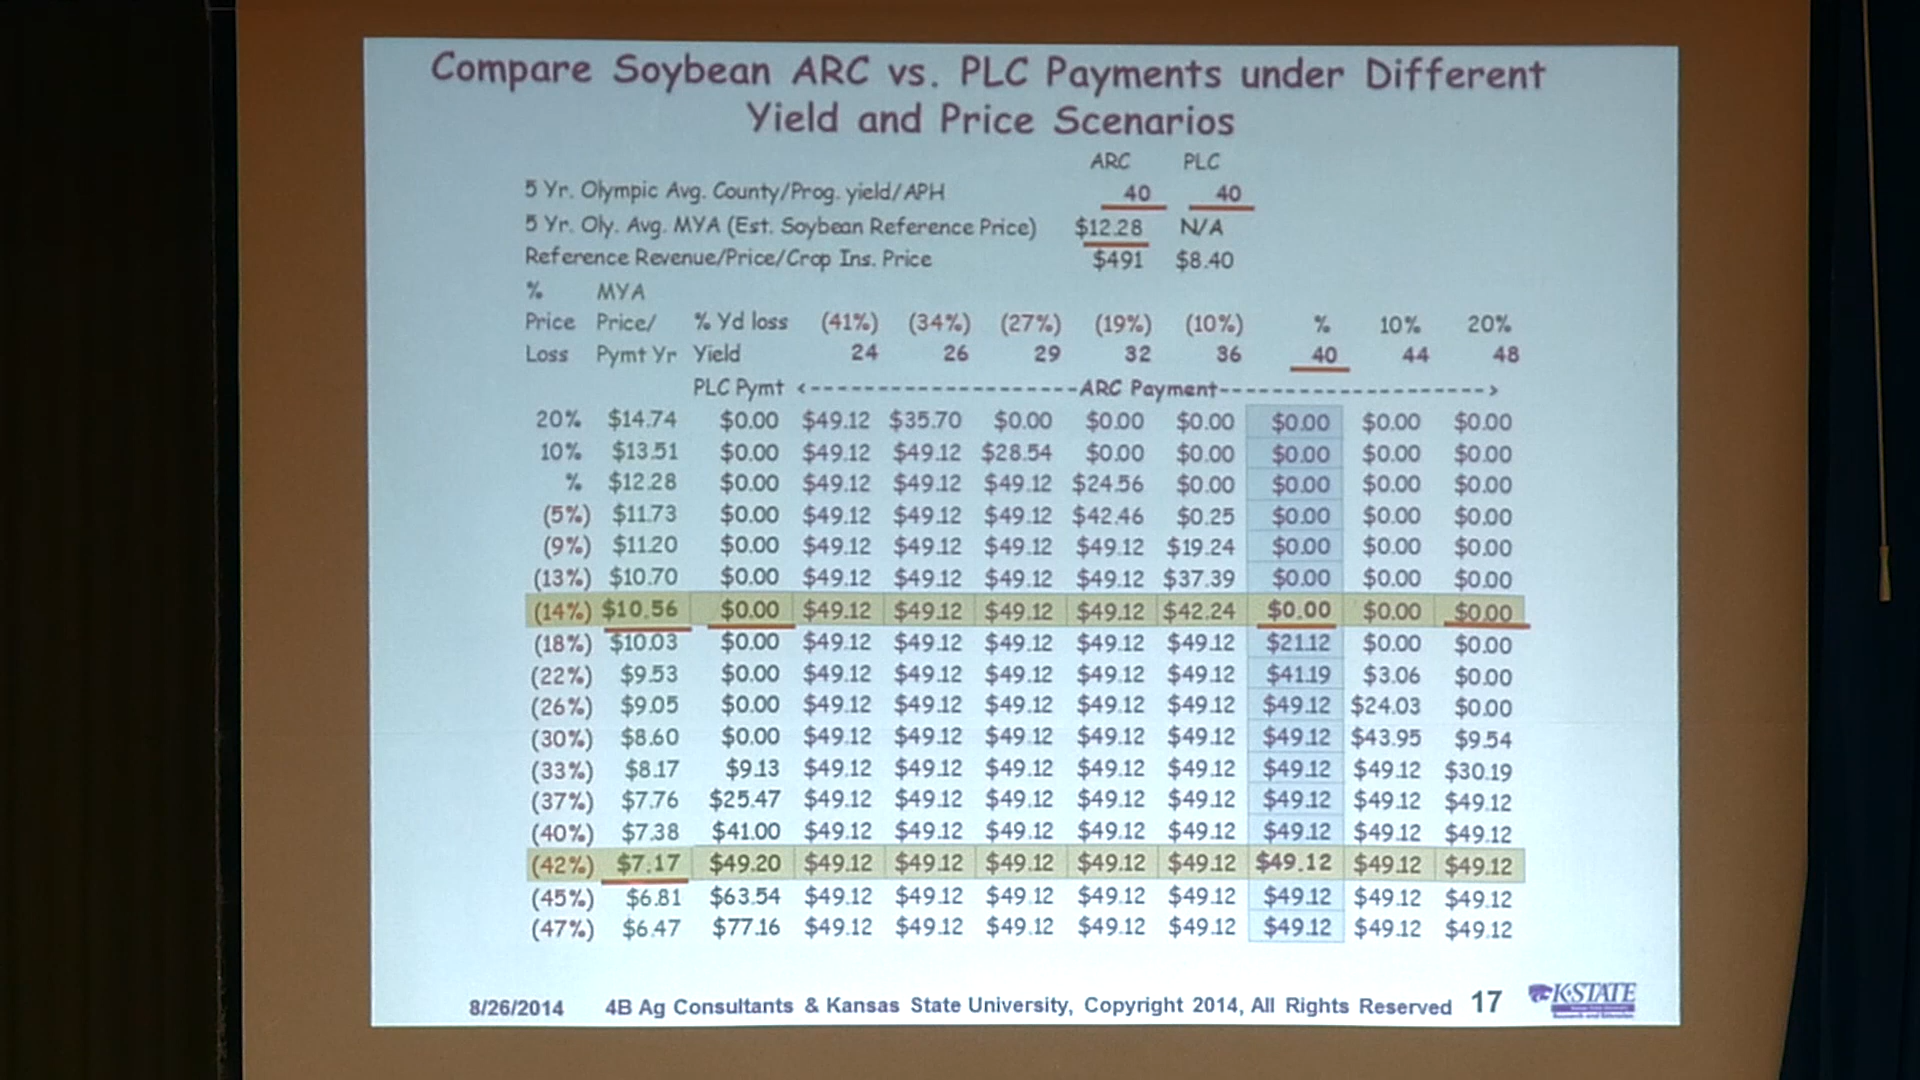 Compare Soybean ARC vs. PLC Payments under Different
Yield and Price Scenarios
ARC PLC
5 Yr. Olympic Avg. County/Prog. yield/APH 40 40
5 Yr. Oly. Avg. MYA (Est. Soybean Reference Price) $12.28 N/A
Reference Revenue/Price/Crop Ins. Price $491 $8.40
% MYA
Price Price/ % Yd loss (41%) (34%) (27%) (19%) (10%) % 10% 20%
Loss Pymt Yr Yield 24 26 29 32 36 40 44 48
PLC Pymt <--------------------ARC Payment-------------------->
20% $14.74 $0.00 $49.12 $35.70 $0.00 $0.00 $0.00 $0.00 $0.00 $0.00
10% $13.51 $0.00 $49.12 $49.12 $28.54 $0.00 $0.00 $0.00 $0.00 $0.00
% $12.28 $0.00 $49.12 $49.12 $49.12 $24.56 $0.00 $0.00 $0.00 $0.00
(5%) $11.73 $0.00 $49.12 $49.12 $49.12 $42.46 $0.25 $0.00 $0.00 $0.00
(9%) $11.20 $0.00 $49.12 $49.12 $49.12 $49.12 $19.24 $0.00 $0.00 $0.00
(13%) $10.70 $0.00 $49.12 $49.12 $49.12 $49.12 $37.39 $0.00 $0.00 $0.00
(14%) $10.56 $0.00 $49.12 $49.12 $49.12 $49.12 $42.24 $0.00 $0.00 $0.00
(18%) $10.03 $0.00 $49.12 $49.12 $49.12 $49.12 $49.12 $21.12 $0.00 $0.00
(22%) $9.53 $0.00 $49.12 $49.12 $49.12 $49.12 $49.12 $41.19 $3.06 $0.00
(26%) $9.05 $0.00 $49.12 $49.12 $49.12 $49.12 $49.12 $49.12 $24.03 $0.00
(30%) $8.60 $0.00 $49.12 $49.12 $49.12 $49.12 $49.12 $49.12 $43.95 $9.54
(33%) $8.17 $9.13 $49.12 $49.12 $49.12 $49.12 $49.12 $49.12 $49.12 $30.19
(37%) $7.76 $25.47 $49.12 $49.12 $49.12 $49.12 $49.12 $49.12 $49.12 $49.12
(40%) $7.38 $41.00 $49.12 $49.12 $49.12 $49.12 $49.12 $49.12 $49.12 $49.12
(42%) $7.17 $49.20 $49.12 $49.12 $49.12 $49.12 $49.12 $49.12 $49.12 $49.12
(45%) $6.81 $63.54 $49.12 $49.12 $49.12 $49.12 $49.12 $49.12 $49.12 $49.12
(47%) $6.47 $77.16 $49.12 $49.12 $49.12 $49.12 $49.12 $49.12 $49.12 $49.12
8/26/2014 4B Ag Consultants & Kansas State University, Copyright 2014, All Rights Reserved 17 K-STATE